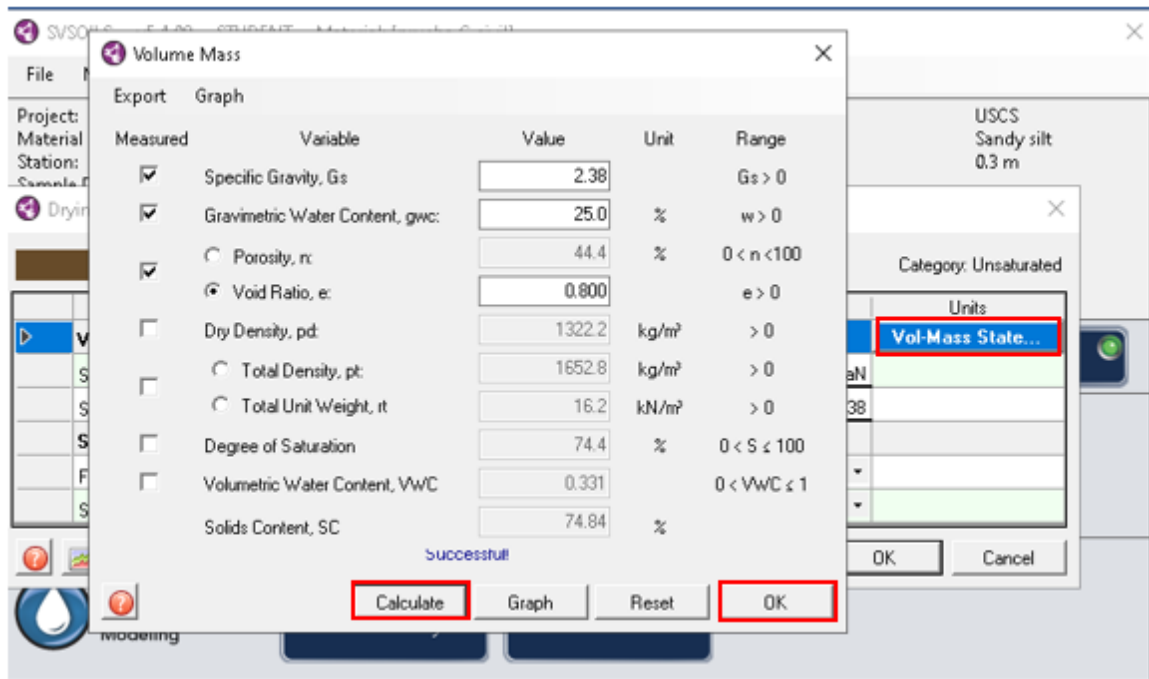 SVSO
Volume Mass
File
Export Graph
Project:
Material
Station:
USCS
Sandy silt
0.3 m
Measured Variable Value Unit Range
Specific Gravity, Gs 2.38 Gs > 0
Gravimetric Water Content, gwc: 25.0 % w > 0
Porosity, n: 44.4 % 0 < n <100
Void Ratio, e: 0.800 e > 0
Dry Density, pd: 1322.2 kg/m³ > 0
Total Density, pt: 1652.8 kg/m³ > 0
Total Unit Weight, rt 16.2 kN/m³ > 0
Degree of Saturation 74.4 % 0 < S ≤ 100
Volumetric Water Content, VWC 0.331 0 < VWC ≤ 1
Solids Content, SC 74.84 %
Successful!
Calculate Graph Reset OK
Dryin
Category: Unsaturated
Units
Vol-Mass State...
aN
38
OK Cancel
Modeling